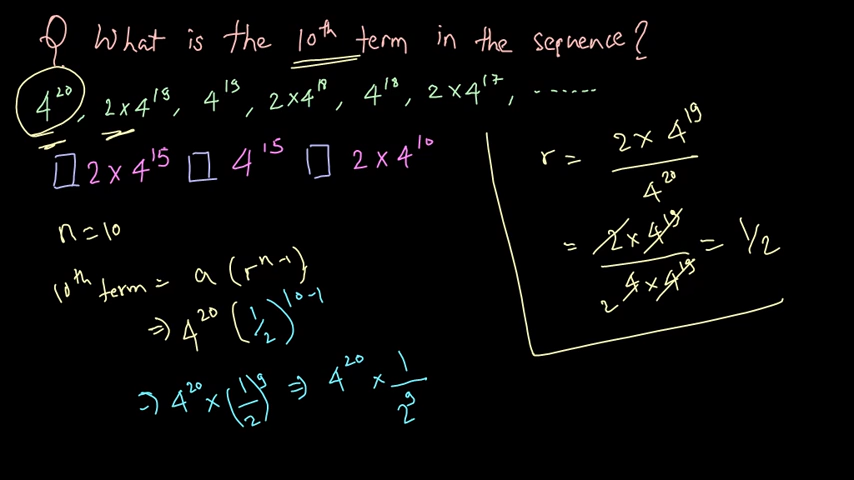 Q What is the 10th term in the sequence?
4^20, 2×4^19, 4^19, 2×4^18, 4^18, 2×4^17, ......
□ 2×4^15 □ 4^15 □ 2×4^10
n=10
10th term = a (r^n-1)
⇒ 4^20 (1/2)^10-1
⇒ 4^20 × (1/2)^9 ⇒ 4^20 × 1/2^9
r = 2×4^19 / 4^20
= 2×4^19 / 2 4×4^19 = 1/2